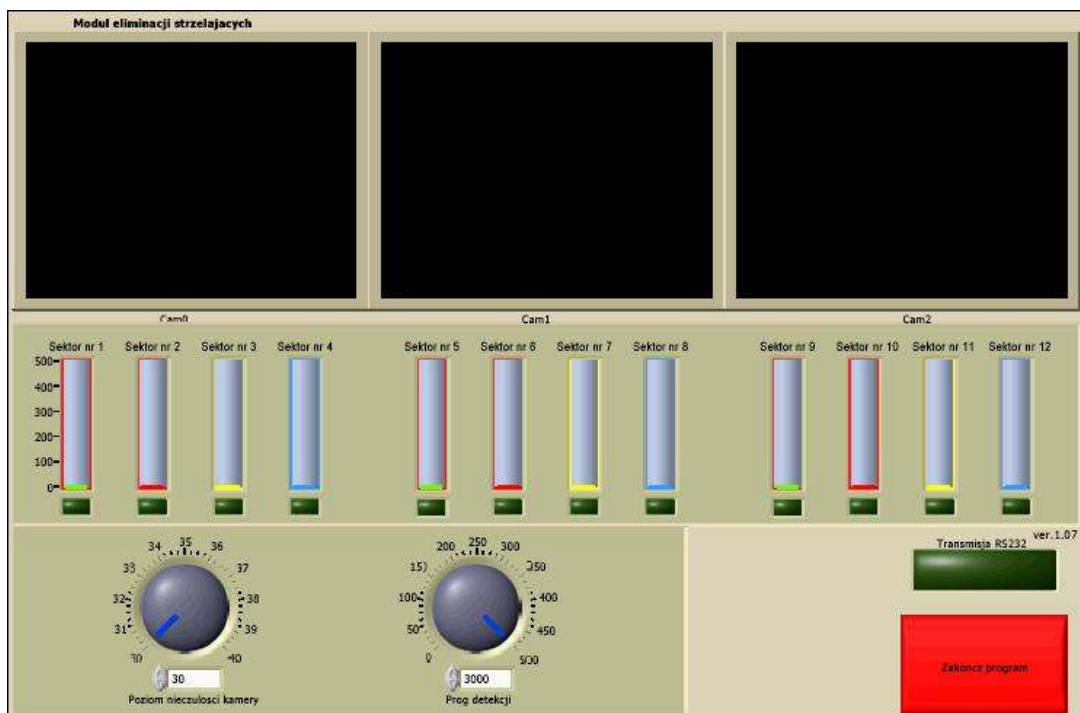 Modul eliminacji strzelajacych
Cam0 Cam1 Cam2
Sektor nr 1 Sektor nr 2 Sektor nr 3 Sektor nr 4 Sektor nr 5 Sektor nr 6 Sektor nr 7 Sektor nr 8 Sektor nr 9 Sektor nr 10 Sektor nr 11 Sektor nr 12
500
400
300
200
100
0
ver.1.07
Transmisja RS232
30 31 32 33 34 35 36 37 38 39 40
0 50 100 150 200 250 300 350 400 450 500
30
Poziom nieczulosci kamery
3000
Prog detekcji
Zakoncz program